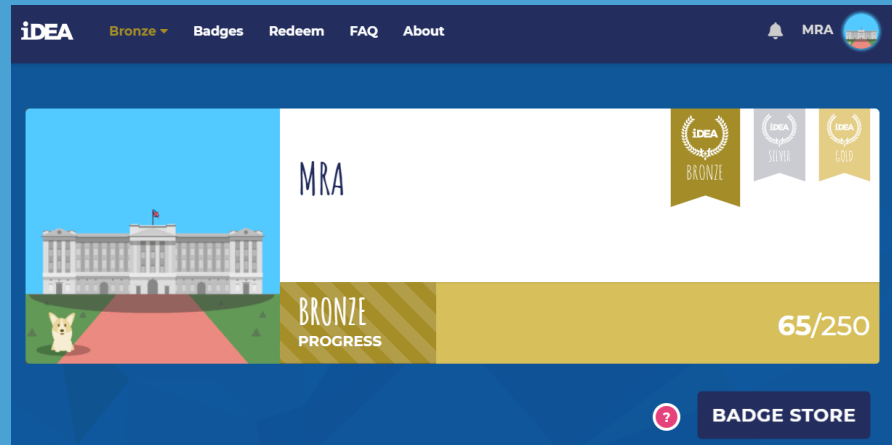 iDEA Bronze Badges Redeem FAQ About MRA
MRA
iDEA
BRONZE
iDEA
SILVER
iDEA
GOLD
BRONZE
PROGRESS
65/250
? BADGE STORE